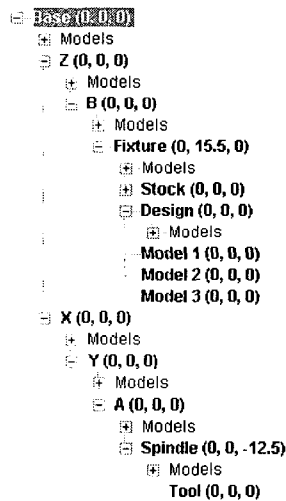 Base (0, 0, 0)
Models
Z (0, 0, 0)
Models
B (0, 0, 0)
Models
Fixture (0, 15.5, 0)
Models
Stock (0, 0, 0)
Design (0, 0, 0)
Models
Model 1 (0, 0, 0)
Model 2 (0, 0, 0)
Model 3 (0, 0, 0)
X (0, 0, 0)
Models
Y (0, 0, 0)
Models
A (0, 0, 0)
Models
Spindle (0, 0, -12.5)
Models
Tool (0, 0, 0)